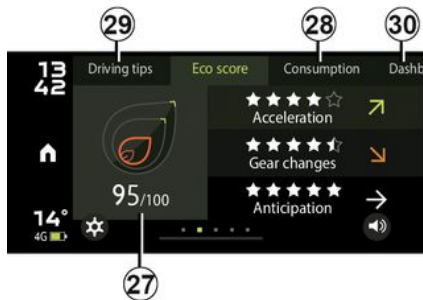 29
28
30
13
42
Driving tips
Eco score
Consumption
Dashb
Acceleration
Gear changes
95/100
Anticipation
14°
4G
27